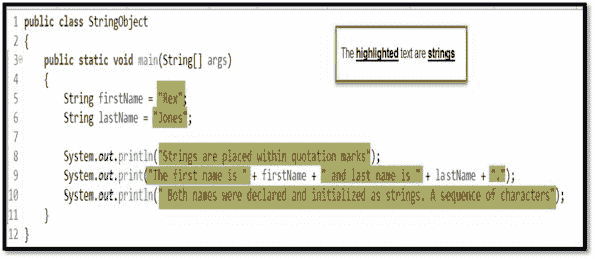 1 public class StringObject
2 {
3 public static void main(String[] args)
The highlighted text are strings
4 {
5 String firstName = "Rex";
6 String lastName = "Jones";
7
8 System.out.println("Strings are placed within quotation marks");
9 System.out.print("The first name is " + firstName + " and last name is " + lastName + ".");
10 System.out.println(" Both names were declared and initialized as strings. A sequence of characters");
11 }
12 }